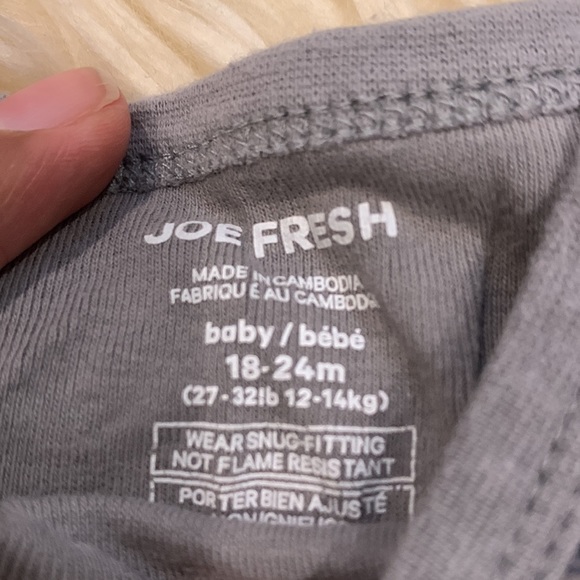 JOE FRESH
MADE IN CAMBODIA
FABRIQUÉ AU CAMBODGE
baby / bébé
18-24m
(27-32lb 12-14kg)
WEAR SNUG-FITTING
NOT FLAME RESISTANT
PORTER BIEN AJUSTÉ